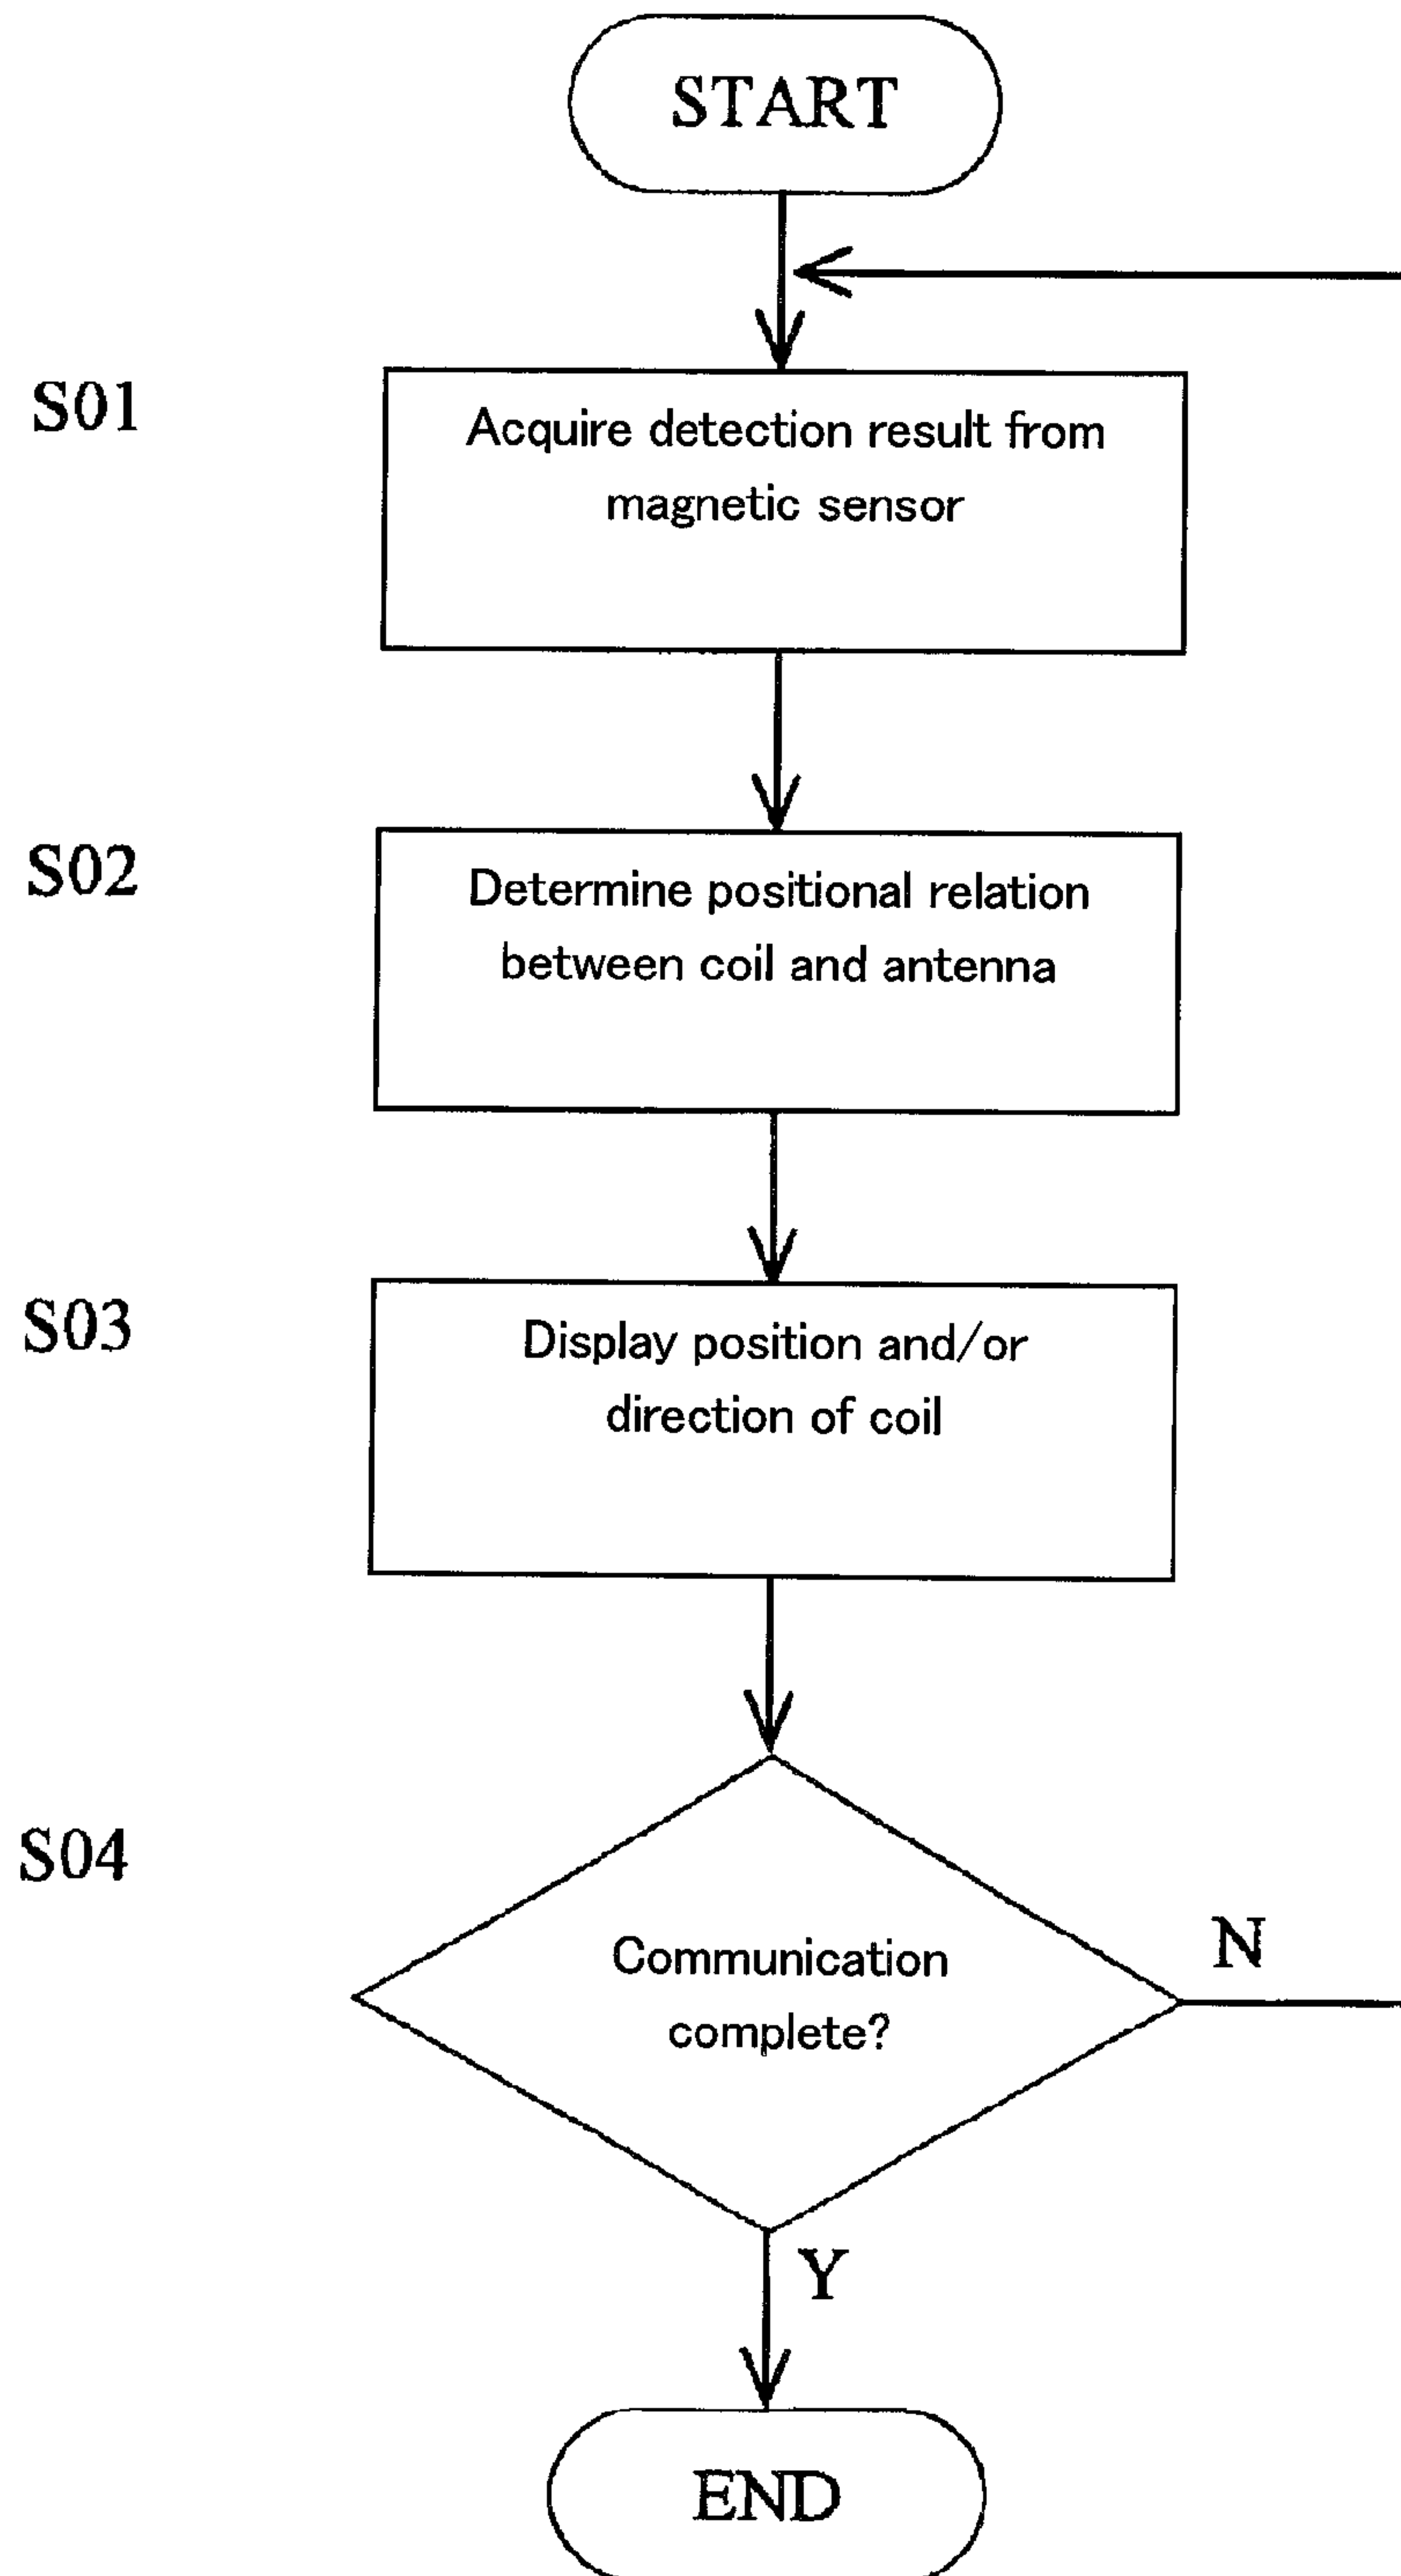 START
S01
Acquire detection result from
magnetic sensor
S02
Determine positional relation
between coil and antenna
S03
Display position and/or
direction of coil
S04
Communication
complete?
N
Y
END